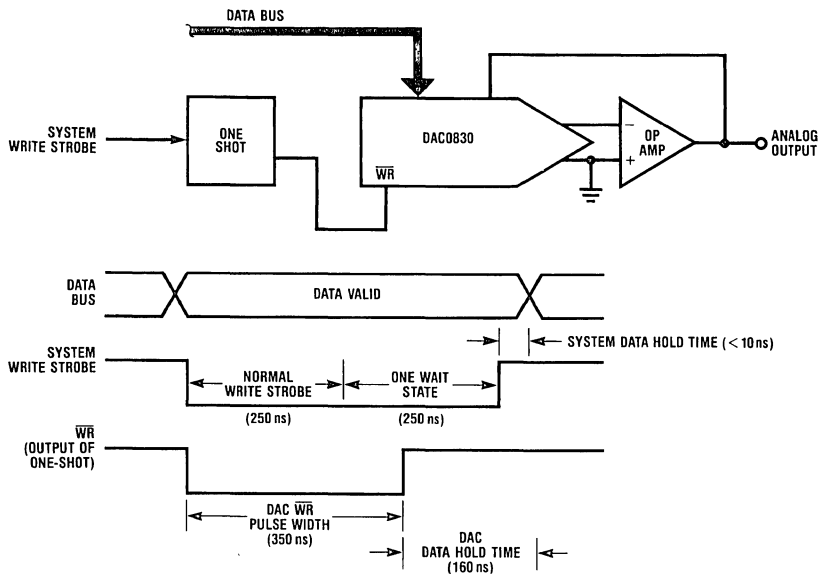 DATA BUS
SYSTEM
WRITE STROBE
ONE
SHOT
DAC0830
WR
OP
AMP
−
+
ANALOG
OUTPUT
DATA
BUS
DATA VALID
SYSTEM DATA HOLD TIME (<10 ns)
SYSTEM
WRITE STROBE
NORMAL
WRITE STROBE
(250 ns)
ONE WAIT
STATE
(250 ns)
WR
(OUTPUT OF
ONE-SHOT)
DAC WR
PULSE WIDTH
(350 ns)
DAC
DATA HOLD TIME
(160 ns)